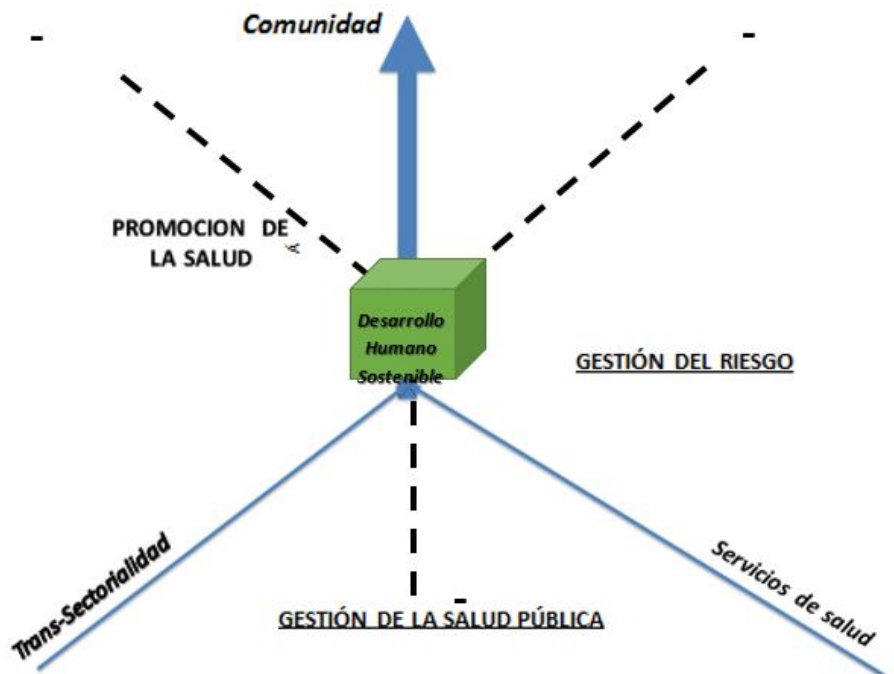 Comunidad
PROMOCION DE
LA SALUD
Desarrollo
Humano
Sostenible
GESTIÓN DEL RIESGO
Trans-Sectorialidad
Servicios de salud
GESTIÓN DE LA SALUD PÚBLICA